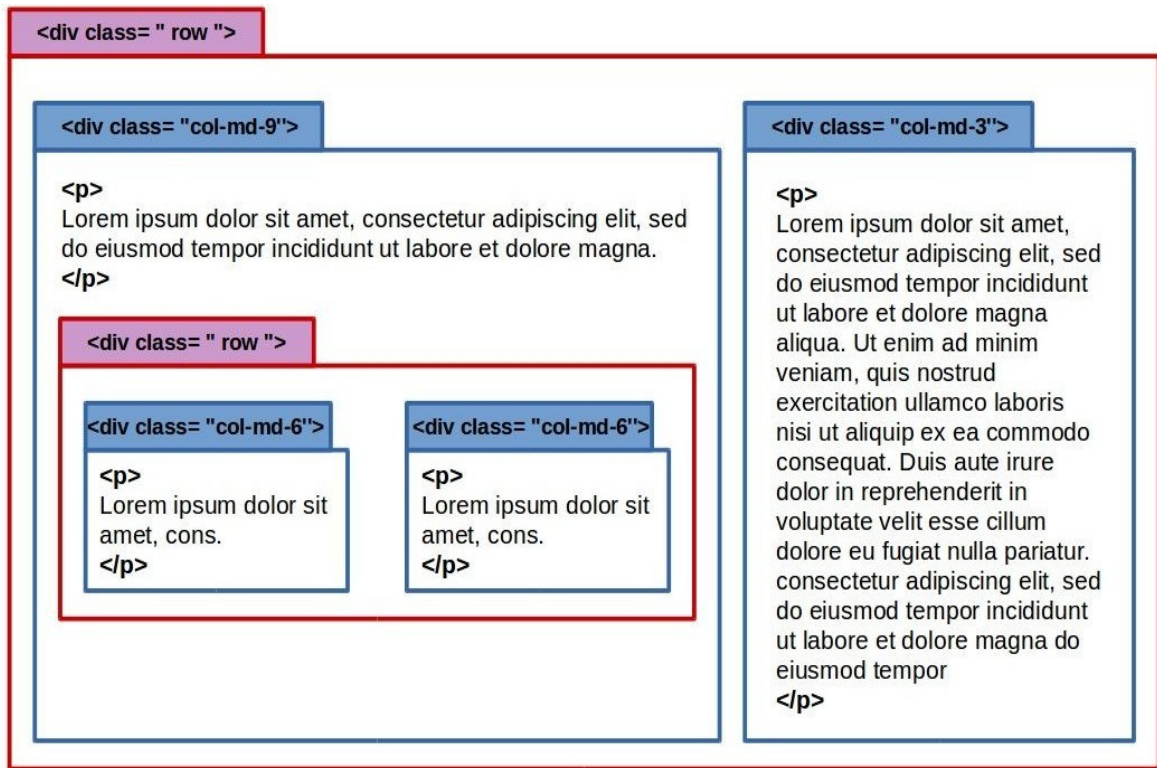 <div class= " row ">
<div class= "col-md-9''>
<p>
Lorem ipsum dolor sit amet, consectetur adipiscing elit, sed
do eiusmod tempor incididunt ut labore et dolore magna.
</p>
<div class= " row ">
<div class= "col-md-6''>
<p>
Lorem ipsum dolor sit
amet, cons.
</p>
<div class= "col-md-6''>
<p>
Lorem ipsum dolor sit
amet, cons.
</p>
<div class= "col-md-3''>
<p>
Lorem ipsum dolor sit amet,
consectetur adipiscing elit, sed
do eiusmod tempor incididunt
ut labore et dolore magna
aliqua. Ut enim ad minim
veniam, quis nostrud
exercitation ullamco laboris
nisi ut aliquip ex ea commodo
consequat. Duis aute irure
dolor in reprehenderit in
voluptate velit esse cillum
dolore eu fugiat nulla pariatur.
consectetur adipiscing elit, sed
do eiusmod tempor incididunt
ut labore et dolore magna do
eiusmod tempor
</p>